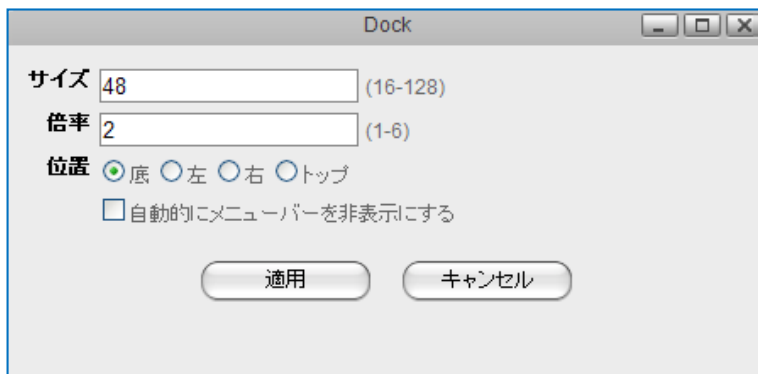 Dock
サイズ 48 (16-128)
倍率 2 (1-6)
位置 底 左 右 トップ
自動的にメニューバーを非表示にする
適用 キャンセル